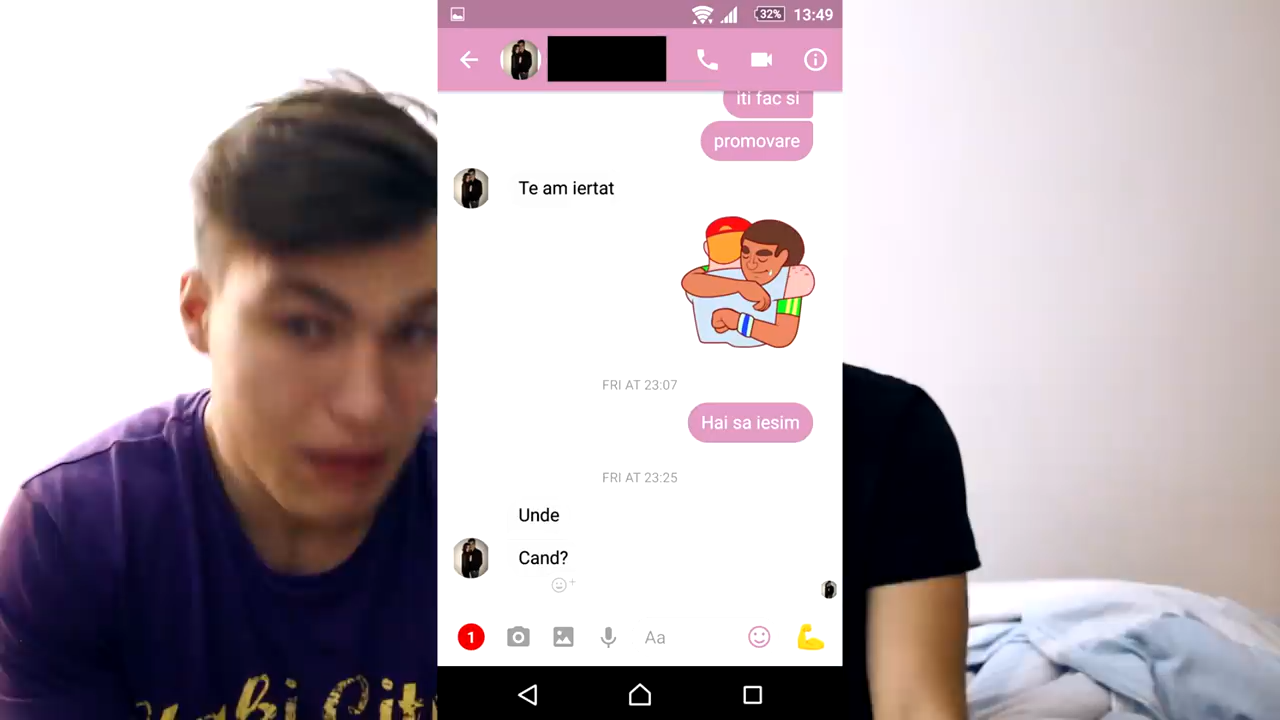 32%
13:49
iti fac si
promovare
Te am iertat
FRI AT 23:07
Hai sa iesim
FRI AT 23:25
Unde
Cand?
1
Aa